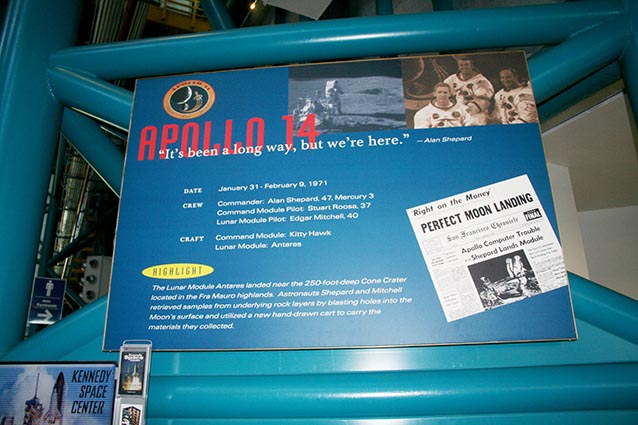 APOLLO 14
"It's been a long way, but we're here." — Alan Shepard
DATE January 31 - February 9, 1971
CREW Commander: Alan Shepard, 47, Mercury 3
Command Module Pilot: Stuart Roosa, 37
Lunar Module Pilot: Edgar Mitchell, 40
CRAFT Command Module: Kitty Hawk
Lunar Module: Antares
HIGHLIGHT
The Lunar Module Antares landed near the 250-foot-deep Cone Crater
located in the Fra Mauro highlands. Astronauts Shepard and Mitchell
retrieved samples from underlying rock layers by blasting holes into the
Moon's surface and utilized a new hand-drawn cart to carry the
materials they collected.
Right on the Money
PERFECT MOON LANDING
San Francisco Chronicle
FINAL
Apollo Computer Trouble
Shepard Lands Module
KENNEDY
SPACE
CENTER